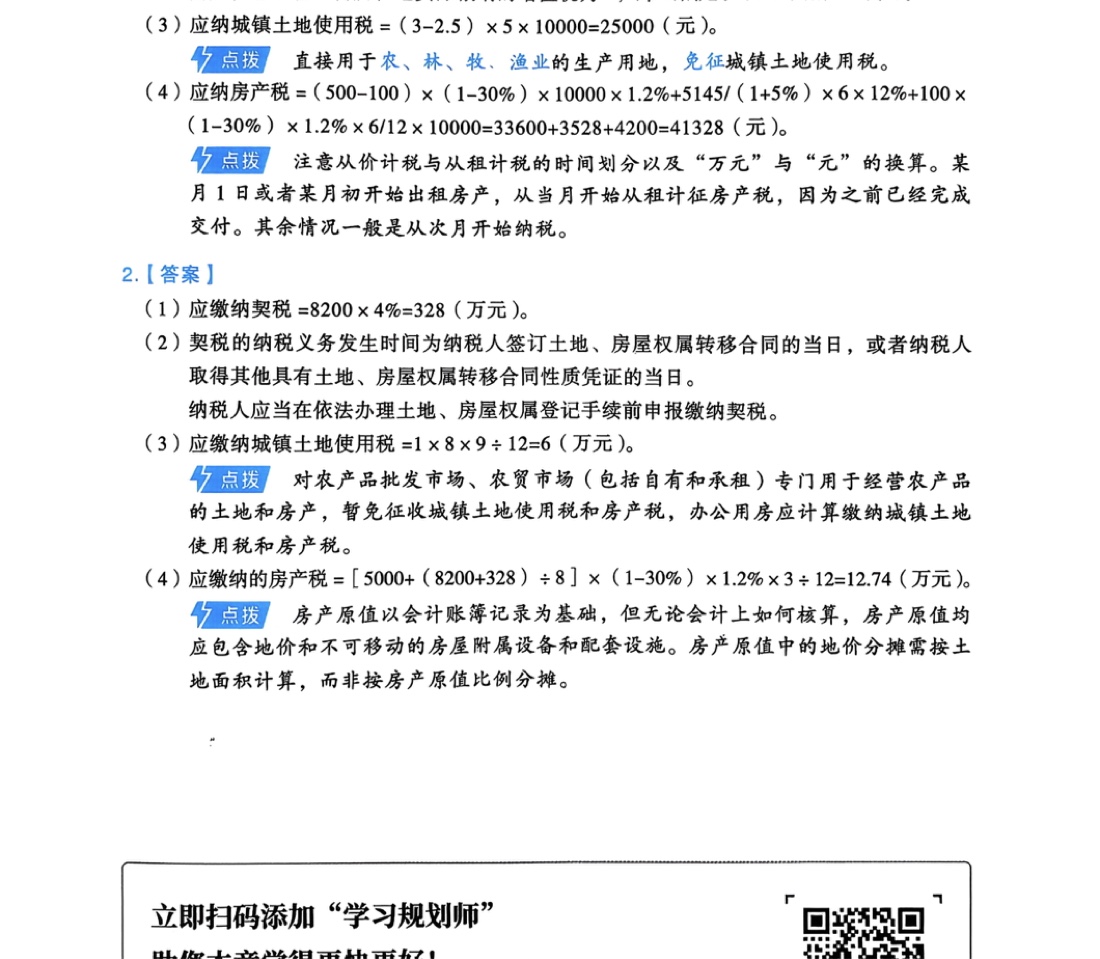 （3）应纳城镇土地使用税 =（3-2.5）×5×10000=25000（元）。
点拨 直接用于农、林、牧、渔业的生产用地，免征城镇土地使用税。
（4）应纳房产税 =（500-100）×（1-30%）×10000×1.2%+5145/（1+5%）×6×12%+100×
（1-30%）×1.2%×6/12×10000=33600+3528+4200=41328（元）。
点拨 注意从价计税与从租计税的时间划分以及“万元”与“元”的换算。某
月1日或者某月初开始出租房产，从当月开始从租计征房产税，因为之前已经完成
交付。其余情况一般是从次月开始纳税。
2.【答案】
（1）应缴纳契税 =8200×4%=328（万元）。
（2）契税的纳税义务发生时间为纳税人签订土地、房屋权属转移合同的当日，或者纳税人
取得其他具有土地、房屋权属转移合同性质凭证的当日。
纳税人应当在依法办理土地、房屋权属登记手续前申报缴纳契税。
（3）应缴纳城镇土地使用税 =1×8×9÷12=6（万元）。
点拨 对农产品批发市场、农贸市场（包括自有和承租）专门用于经营农产品
的土地和房产，暂免征收城镇土地使用税和房产税，办公用房应计算缴纳城镇土地
使用税和房产税。
（4）应缴纳的房产税 =［5000+（8200+328）÷8］×（1-30%）×1.2%×3÷12=12.74（万元）。
点拨 房产原值以会计账簿记录为基础，但无论会计上如何核算，房产原值均
应包含地价和不可移动的房屋附属设备和配套设施。房产原值中的地价分摊需按土
地面积计算，而非按房产原值比例分摊。
立即扫码添加“学习规划师”